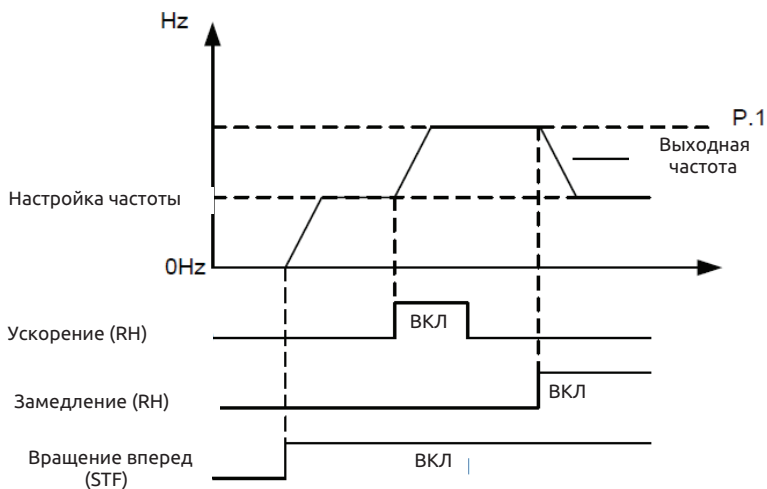 Hz
P.1
Выходная
частота
Настройка частоты
0Hz
Ускорение (RH)
ВКЛ
Замедление (RH)
ВКЛ
Вращение вперед
(STF)
ВКЛ